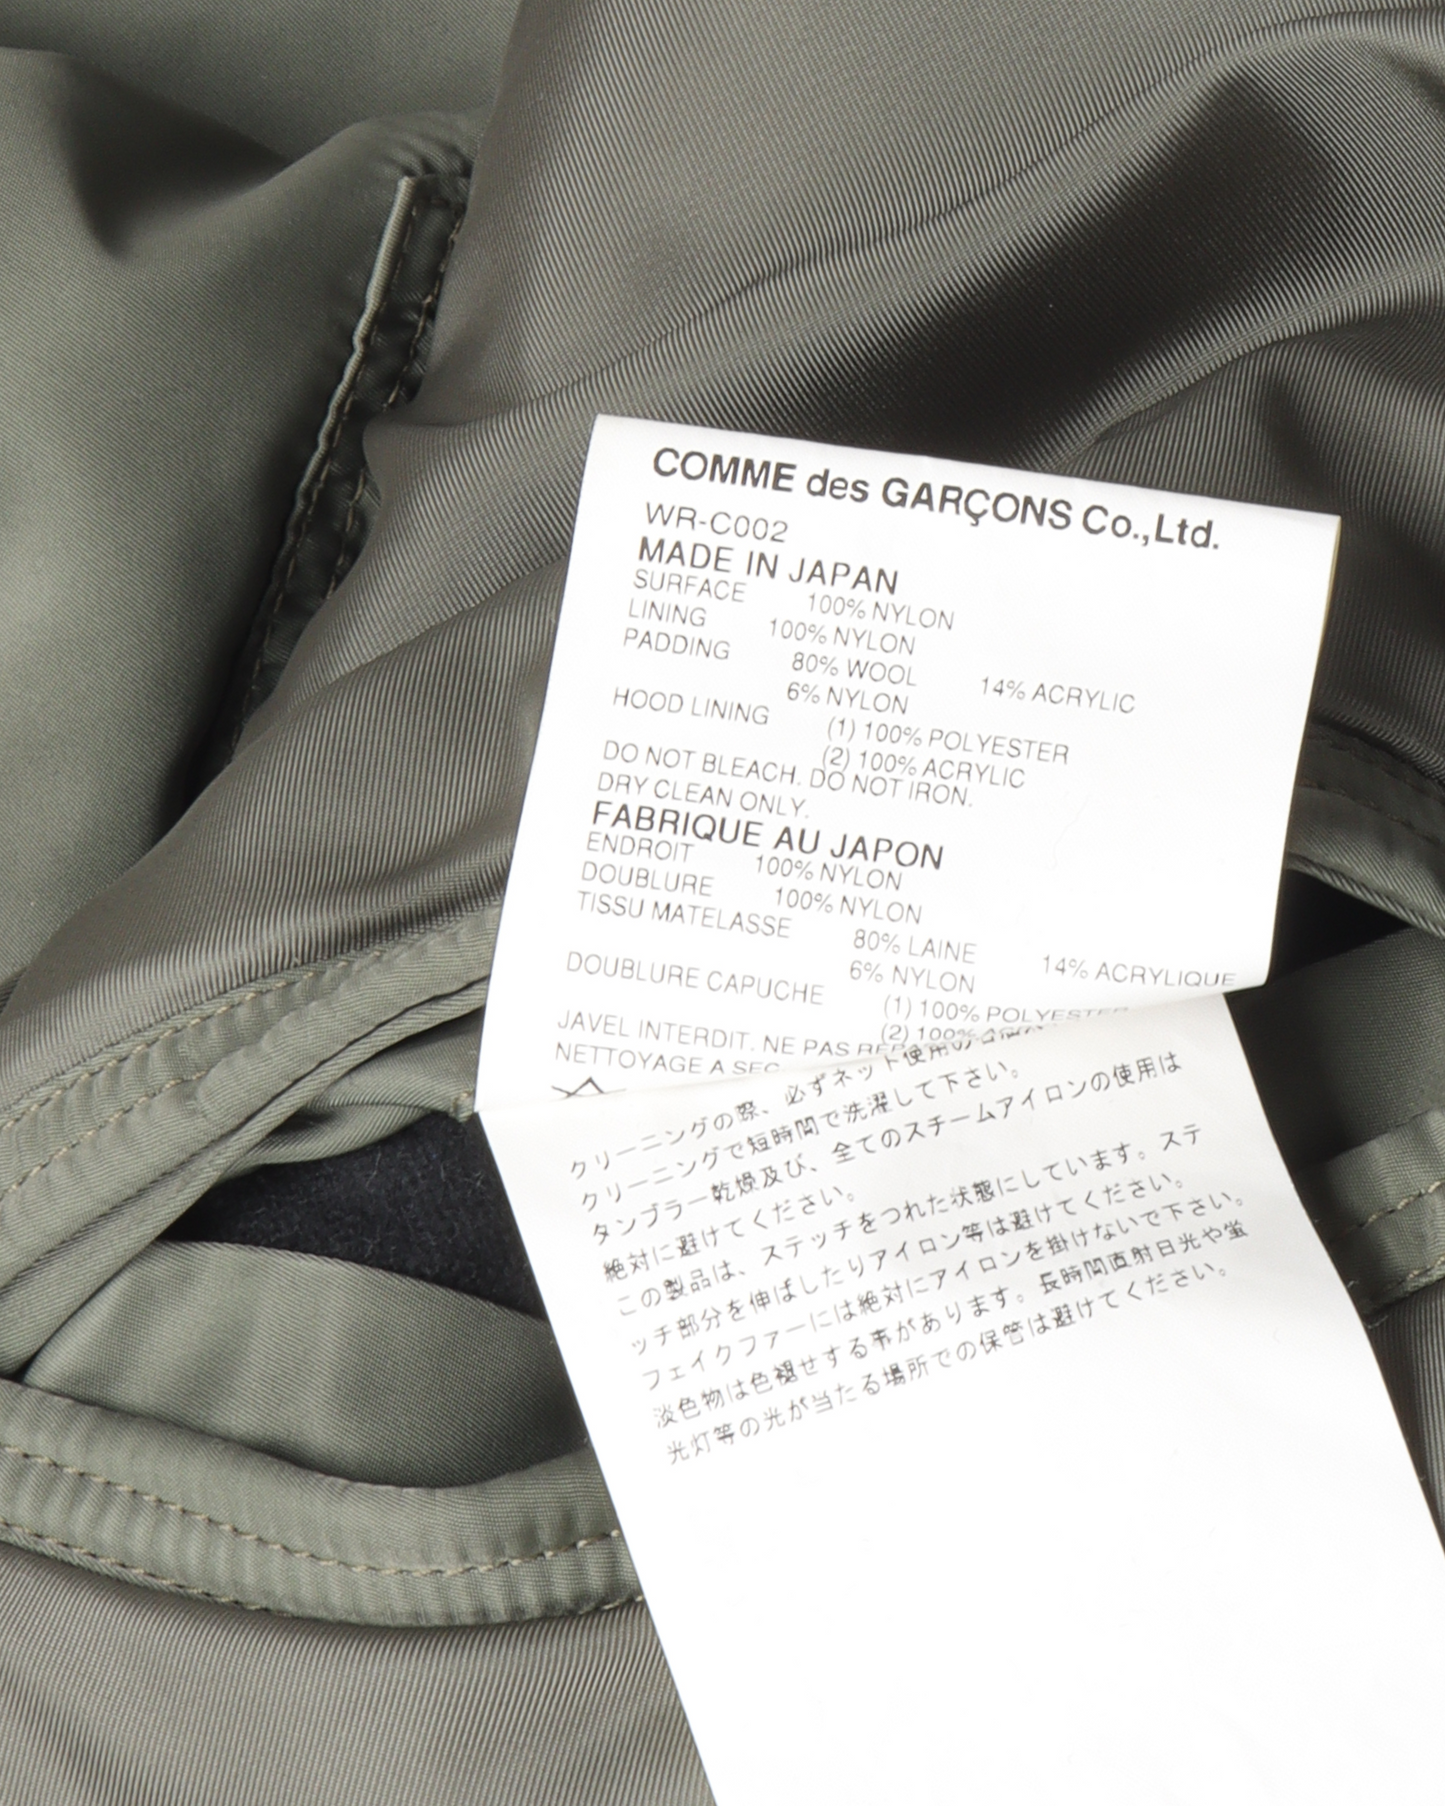 COMME des GARÇONS Co.,Ltd.
WR-C002
MADE IN JAPAN
SURFACE 100% NYLON
LINING 100% NYLON
PADDING 80% WOOL 14% ACRYLIC
6% NYLON
HOOD LINING (1) 100% POLYESTER
(2) 100% ACRYLIC
DO NOT BLEACH. DO NOT IRON.
DRY CLEAN ONLY.
FABRIQUE AU JAPON
ENDROIT 100% NYLON
DOUBLURE 100% NYLON
TISSU MATELASSE 80% LAINE 14% ACRYLIQUE
6% NYLON
DOUBLURE CAPUCHE (1) 100% POLYESTER
(2) 100%
JAVEL INTERDIT. NE PAS
NETTOYAGE A SEC
クリーニングの際、必ずネット使用の
クリーニングで短時間で洗濯して下さい。
タンブラー乾燥及び、全てのスチームアイロンの使用は
絶対に避けてください。
この製品は、ステッチをつれた状態にしています。ステ
ッチ部分を伸ばしたりアイロン等は避けてください。
フェイクファーには絶対にアイロンを掛けないで下さい。
淡色物は色褪せする事があります。長時間直射日光や蛍
光灯等の光が当たる場所での保管は避けてください。